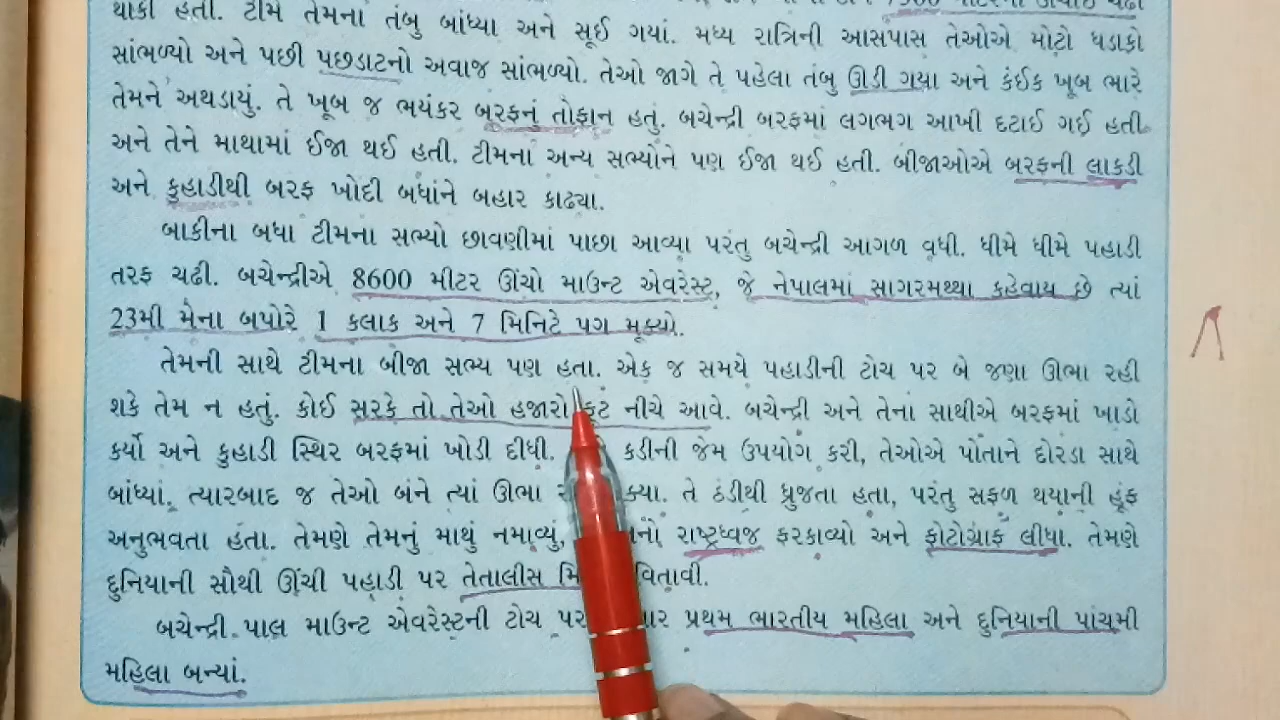 થાકી હતી. ટીમે તેમના તંબુ બાંધ્યા અને સૂઈ ગયાં. મધ્ય રાત્રિની આસપાસ તેઓએ મોટો ધડાકો
સાંભળ્યો અને પછી પછડાટનો અવાજ સાંભળ્યો. તેઓ જાગે તે પહેલા તંબુ ઊડી ગયા અને કંઈક ખૂબ ભારે
તેમને અથડાયું. તે ખૂબ જ ભયંકર બરફનું તોફાન હતું. બચેન્દ્રી બરફમાં લગભગ આખી દટાઈ ગઈ હતી
અને તેને માથામાં ઈજા થઈ હતી. ટીમના અન્ય સભ્યોને પણ ઈજા થઈ હતી. બીજાઓએ બરફની લાકડી
અને કુહાડીથી બરફ ખોદી બધાંને બહાર કાઢ્યા.
બાકીના બધા ટીમના સભ્યો છાવણીમાં પાછા આવ્યા પરંતુ બચેન્દ્રી આગળ વધી. ધીમે ધીમે પહાડી
તરફ ચઢી. બચેન્દ્રીએ 8600 મીટર ઊંચો માઉન્ટ એવરેસ્ટ, જે નેપાલમાં સાગરમથ્થા કહેવાય છે ત્યાં
23મી મેના બપોરે 1 કલાક અને 7 મિનિટે પગ મૂક્યો.
તેમની સાથે ટીમના બીજા સભ્ય પણ હતા. એક જ સમયે પહાડીની ટોચ પર બે જણા ઊભા રહી
શકે તેમ ન હતું. કોઈ સરકે તો તેઓ હજારો ફૂટ નીચે આવે. બચેન્દ્રી અને તેના સાથીએ બરફમાં ખાડો
કર્યો અને કુહાડી સ્થિર બરફમાં ખોડી દીધી. કડીની જેમ ઉપયોગ કરી, તેઓએ પોતાને દોરડા સાથે
બાંધ્યાં, ત્યારબાદ જ તેઓ બંને ત્યાં ઊભા ક્યા. તે ઠંડીથી ધ્રુજતા હતા, પરંતુ સફળ થયાની હૂંફ
અનુભવતા હતા. તેમણે તેમનું માથું નમાવ્યું, નો રાષ્ટ્રધ્વજ ફરકાવ્યો અને ફોટોગ્રાફ લીધા. તેમણે
દુનિયાની સૌથી ઊંચી પહાડી પર તેતાલીસ મિ વિતાવી.
બચેન્દ્રી પાલ માઉન્ટ એવરેસ્ટની ટોચ પર ાર પ્રથમ ભારતીય મહિલા અને દુનિયાની પાંચમી
મહિલા બન્યાં.